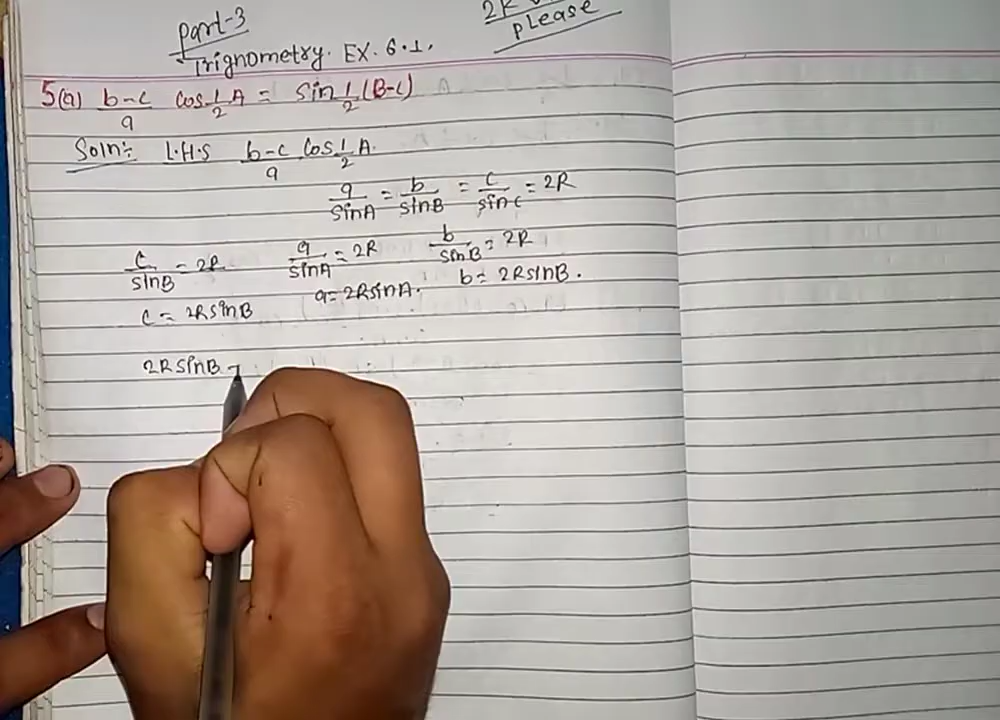 Part-3
2K
please
Trignometry. EX. 6.1.
5(a) b-c/a cos 1/2 A = sin 1/2 (B-C)
Soln:- L.H.S b-c/a cos 1/2 A.
a/sinA = b/sinB = c/sinC = 2R
c/sinB = 2R a/sinA = 2R b/sinB = 2R
c = 2RsinB a = 2RsinA. b = 2RsinB.
2RsinB -